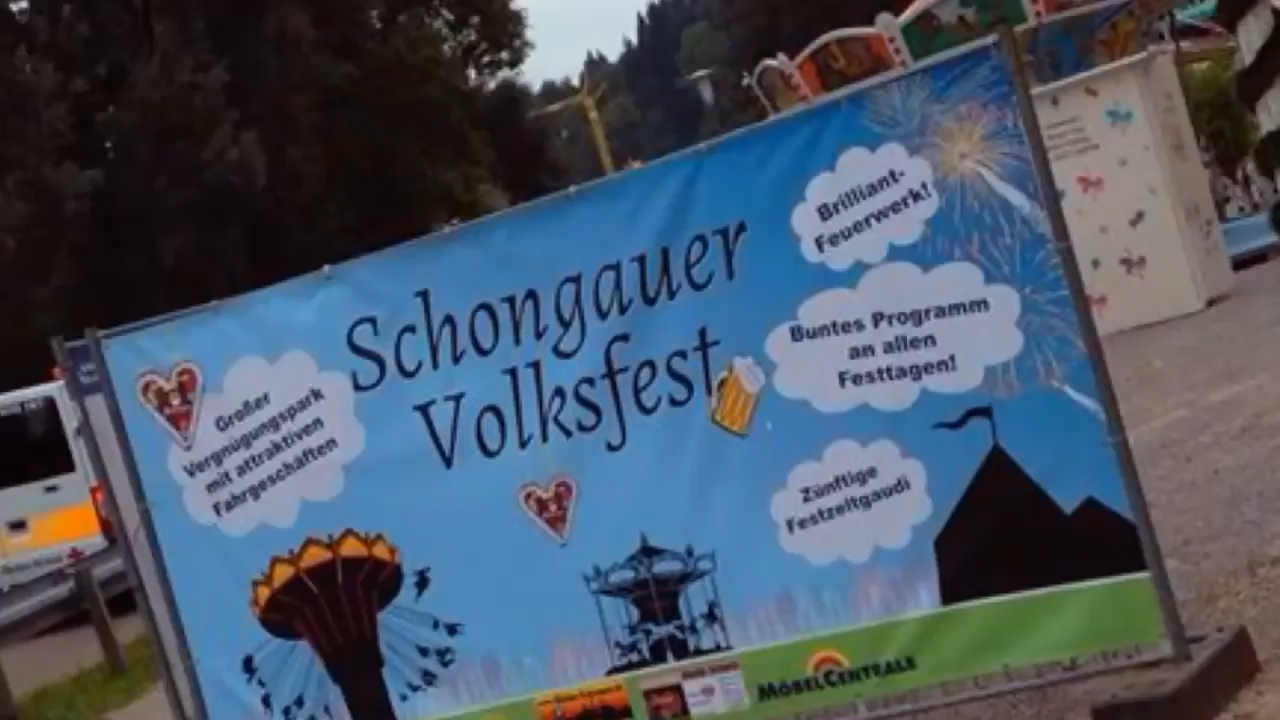 Schongauer
Volksfest
Großer
Vergnügungspark
mit attraktiven
Fahrgeschäften
Brilliant-
Feuerwerk!
Buntes Programm
an allen
Festtagen!
Zünftige
Festzeltgaudi
MÖBELCENTRALE